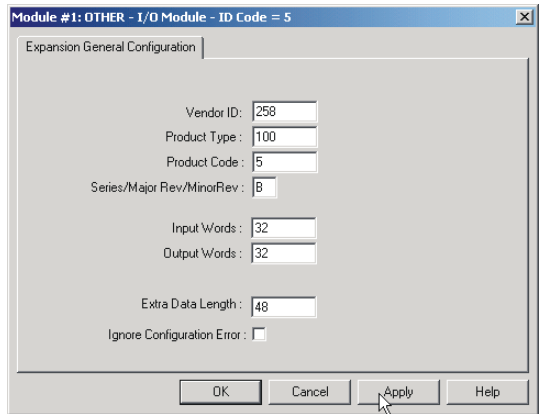 Module #1: OTHER - I/O Module - ID Code = 5
Expansion General Configuration
Vendor ID: 258
Product Type : 100
Product Code : 5
Series/Major Rev/MinorRev : B
Input Words : 32
Output Words : 32
Extra Data Length : 48
Ignore Configuration Error :
OK Cancel Apply Help